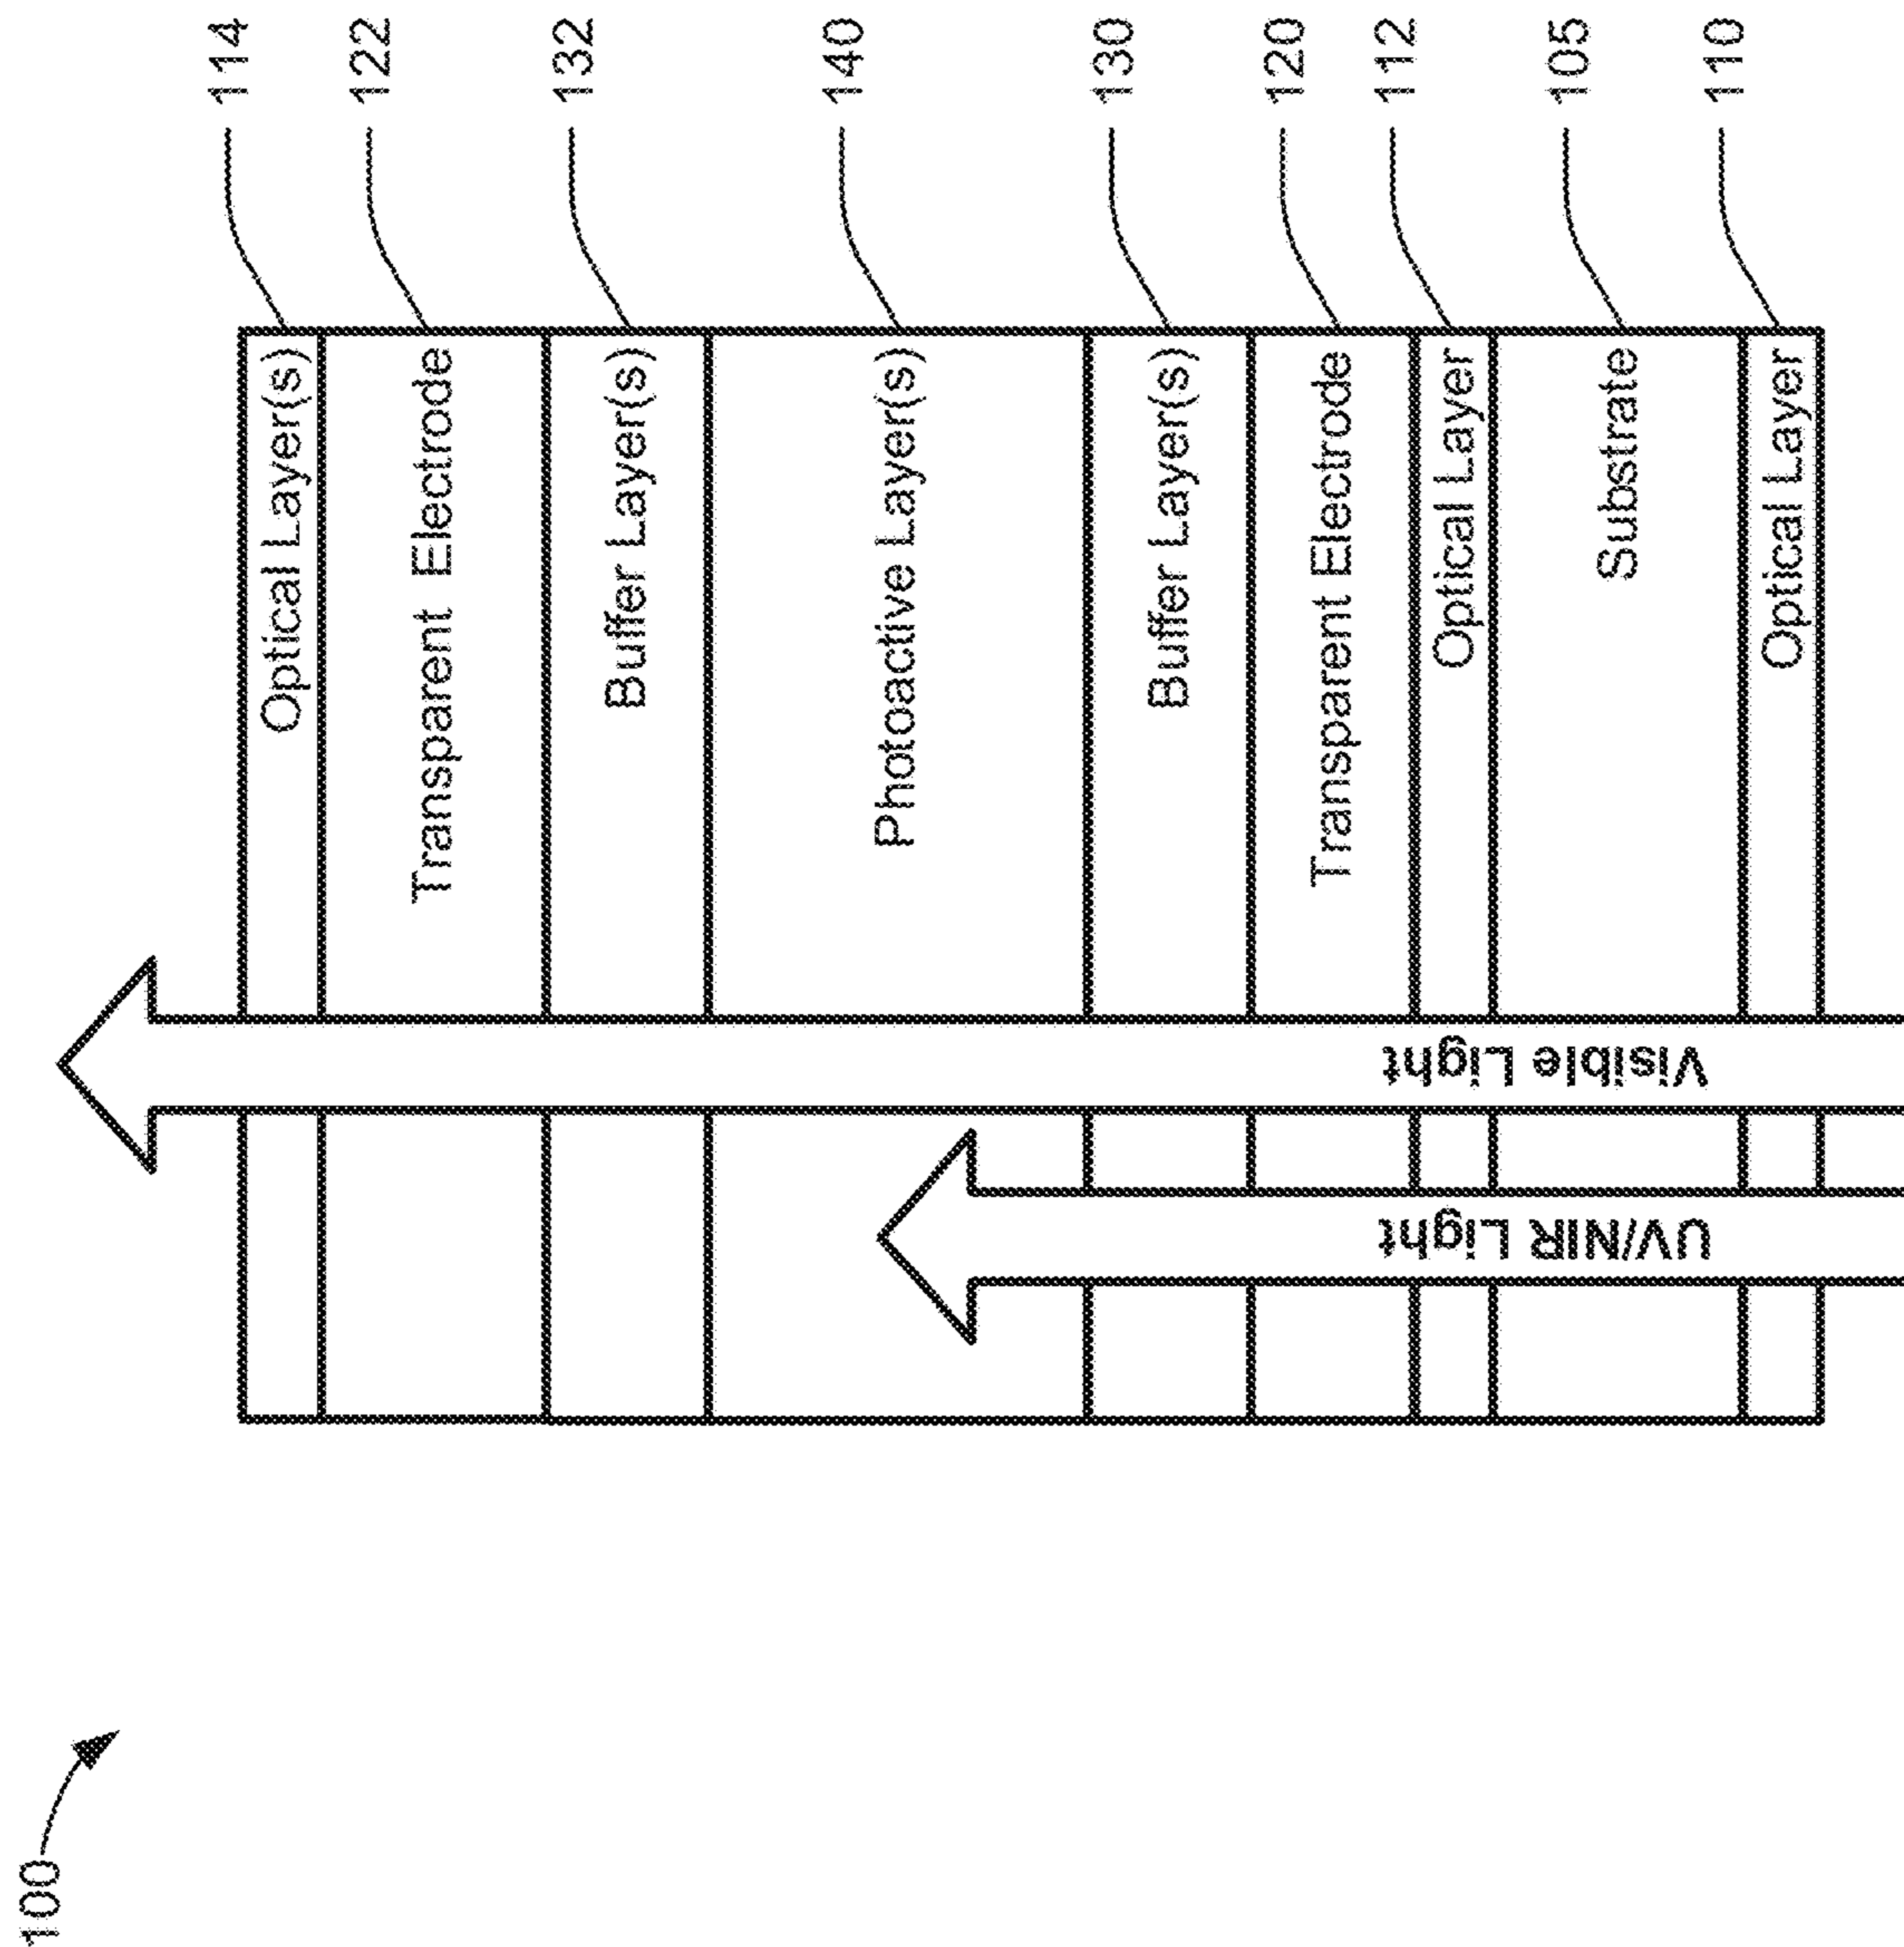 100
114
Optical Layer(s)
122
Transparent Electrode
132
Buffer Layer(s)
140
Photoactive Layer(s)
130
Buffer Layer(s)
120
Transparent Electrode
112
Optical Layer
105
Substrate
110
Optical Layer
Visible Light
UV/NIR Light